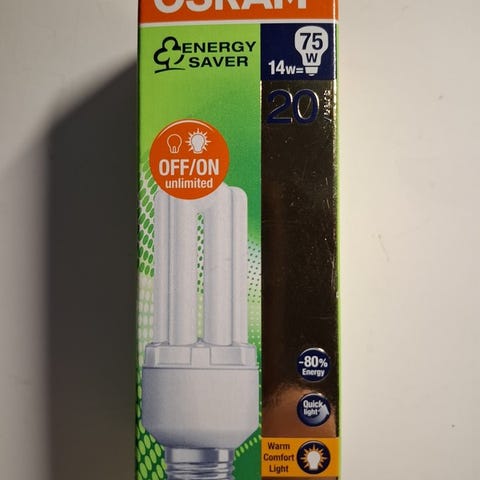 OSRAM
ENERGY
SAVER
75
W
14W=
20
OFF/ON
unlimited
-80%
Energy
Quick
light
Warm
Comfort
Light